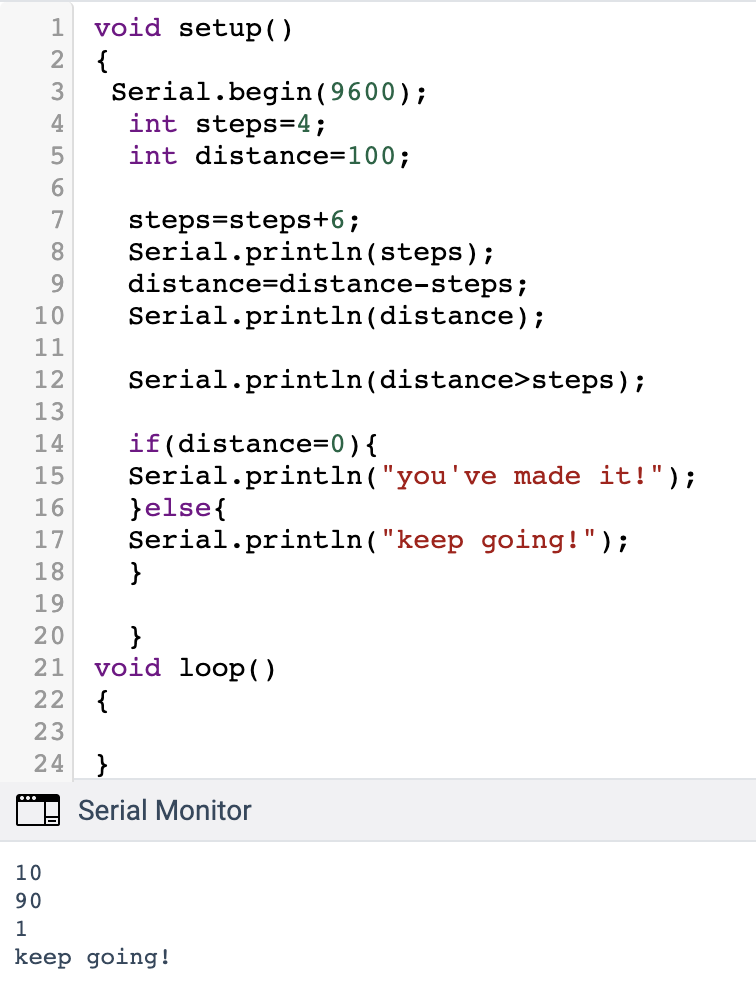 1 void setup()
2 {
3  Serial.begin(9600);
4   int steps=4;
5   int distance=100;
6
7   steps=steps+6;
8   Serial.println(steps);
9   distance=distance-steps;
10   Serial.println(distance);
11
12   Serial.println(distance>steps);
13
14   if(distance=0){
15   Serial.println("you've made it!");
16   }else{
17   Serial.println("keep going!");
18   }
19
20   }
21 void loop()
22 {
23
24 }
Serial Monitor
10
90
1
keep going!